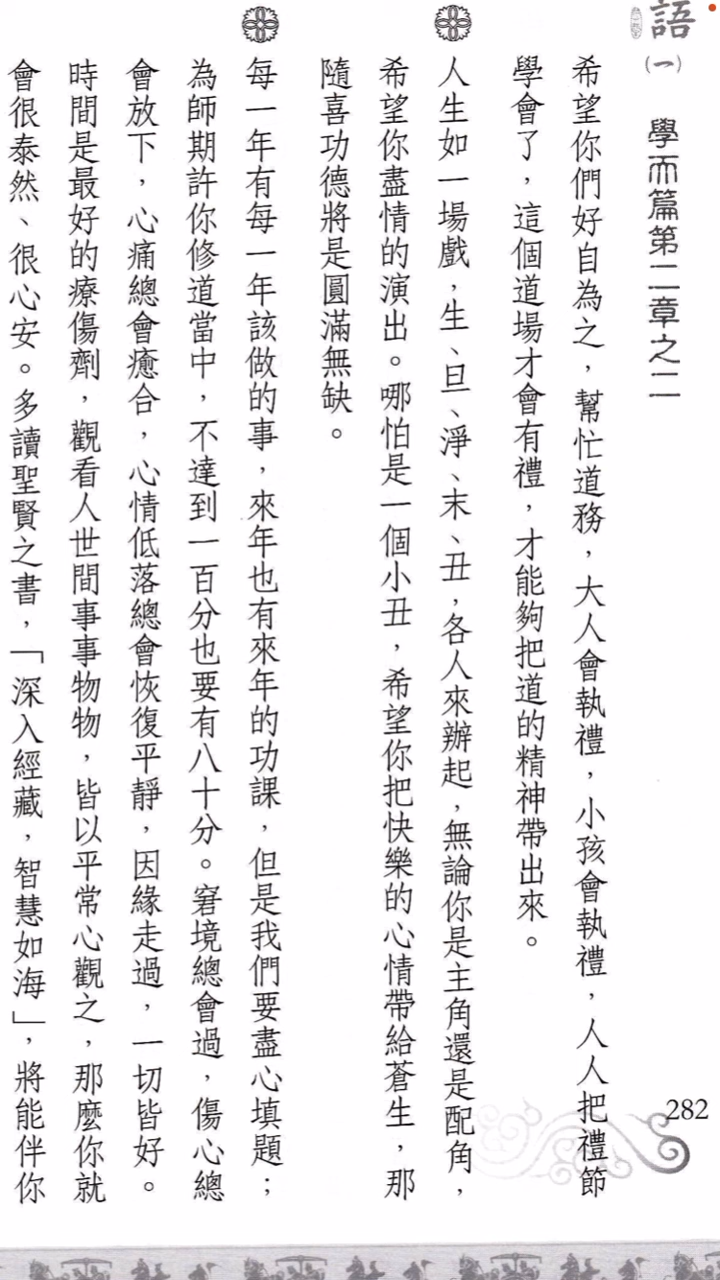 語
(一)
學而篇第二章之二
282
希望你們好自為之，幫忙道務，大人會執禮，小孩會執禮，人人把禮節
學會了，這個道場才會有禮，才能夠把道的精神帶出來。
人生如一場戲，生、旦、淨、末、丑，各人來辦起，無論你是主角還是配角，
希望你盡情的演出。哪怕是一個小丑，希望你把快樂的心情帶給蒼生，那
隨喜功德將是圓滿無缺。
每一年有每一年該做的事，來年也有來年的功課，但是我們要盡心填題；
為師期許你修道當中，不達到一百分也要有八十分。窘境總會過，傷心總
會放下，心痛總會癒合，心情低落總會恢復平靜，因緣走過，一切皆好。
時間是最好的療傷劑，觀看人世間事事物物，皆以平常心觀之，那麼你就
會很泰然、很心安。多讀聖賢之書，「深入經藏，智慧如海」，將能伴你